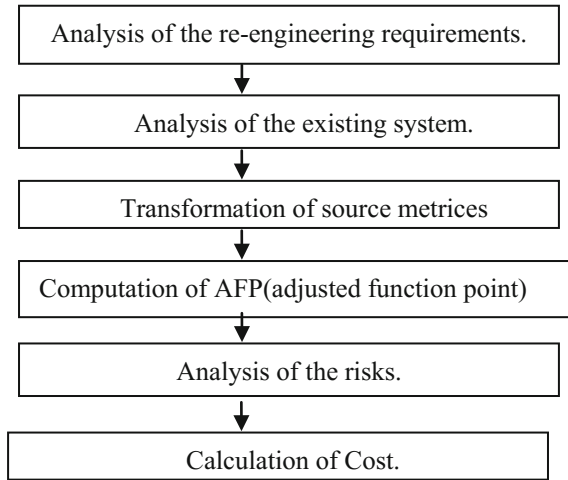 Analysis of the re-engineering requirements.
Analysis of the existing system.
Transformation of source metrices
Computation of AFP(adjusted function point)
Analysis of the risks.
Calculation of Cost.